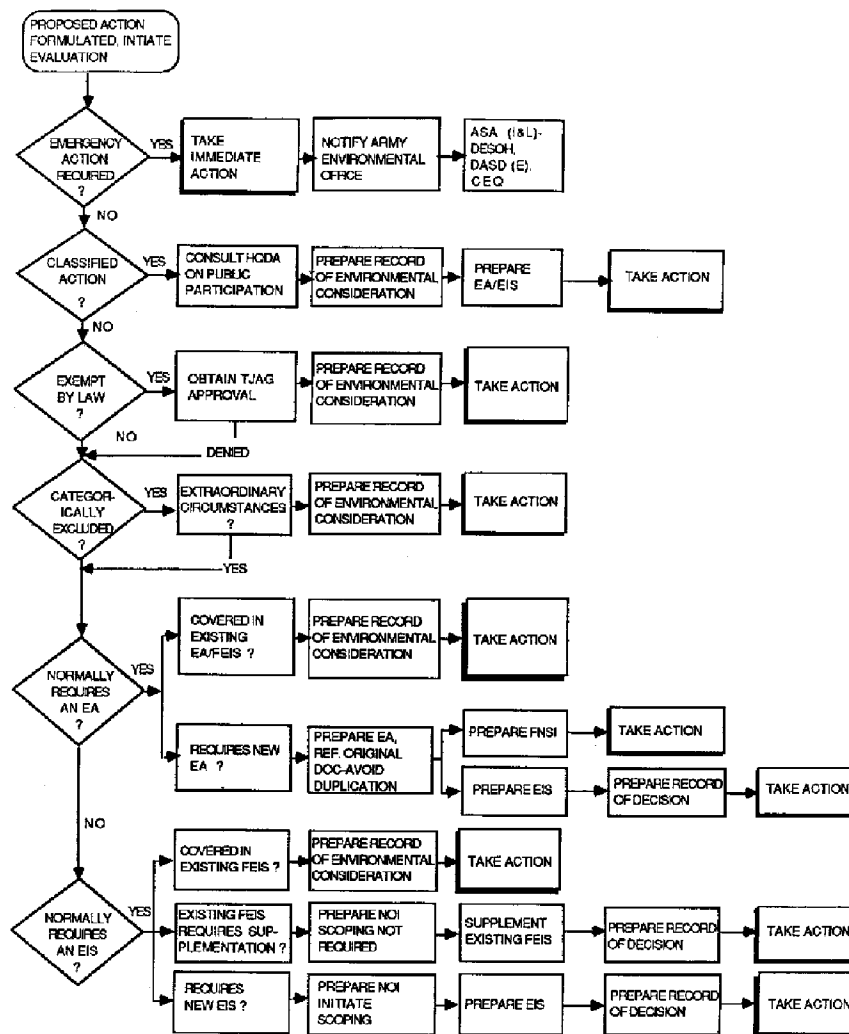 PROPOSED ACTION
FORMULATED, INTIATE
EVALUATION
EMERGENCY
ACTION
REQUIRED
?
YES
TAKE
IMMEDIATE
ACTION
NOTIFY ARMY
ENVIRONMENTAL
OFFCE
ASA (I&L)-
DESOH,
DASD (E),
CEQ
NO
CLASSIFIED
ACTION
?
YES
CONSULT HQDA
ON PUBLIC
PARTICIPATION
PREPARE RECORD
OF ENVIRONMENTAL
CONSIDERATION
PREPARE
EA/EIS
TAKE ACTION
NO
EXEMPT
BY LAW
?
YES
OBTAIN TJAG
APPROVAL
PREPARE RECORD
OF ENVIRONMENTAL
CONSIDERATION
TAKE ACTION
NO
DENIED
CATEGOR-
ICALLY
EXCLUDED
?
YES
EXTRAORDINARY
CIRCUMSTANCES
?
PREPARE RECORD
OF ENVIRONMENTAL
CONSIDERATION
TAKE ACTION
YES
NORMALLY
REQUIRES
AN EA
?
YES
COVERED IN
EXISTING
EA/FEIS ?
PREPARE RECORD
OF ENVIRONMENTAL
CONSIDERATION
TAKE ACTION
REQUIRES NEW
EA ?
PREPARE EA,
REF. ORIGINAL
DOC-AVOID
DUPLICATION
PREPARE FNSI
TAKE ACTION
PREPARE EIS
PREPARE RECORD
OF DECISION
TAKE ACTION
NO
NORMALLY
REQUIRES
AN EIS
?
YES
COVERED IN
EXISTING FEIS ?
PREPARE RECORD
OF ENVIRONMENTAL
CONSIDERATION
TAKE ACTION
EXISTING FEIS
REQUIRES SUP-
PLEMENTATION ?
PREPARE NOI
SCOPING NOT
REQUIRED
SUPPLEMENT
EXISTING FEIS
PREPARE RECORD
OF DECISION
TAKE ACTION
REQUIRES
NEW EIS ?
PREPARE NOI
INITIATE
SCOPING
PREPARE EIS
PREPARE RECORD
OF DECISION
TAKE ACTION